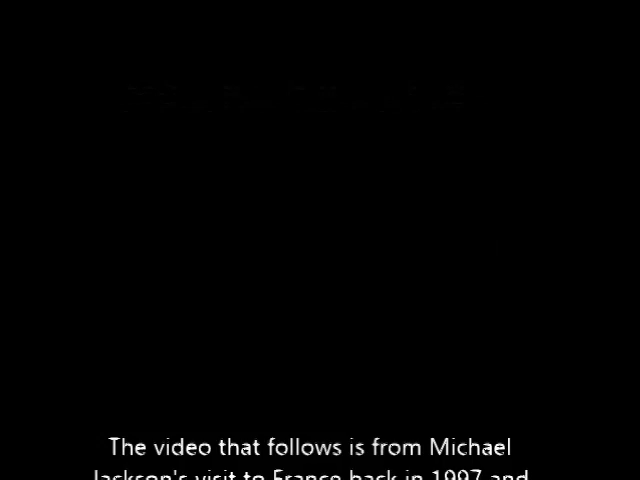 The video that follows is from Michael
Jackson's visit to France back in 1997 and